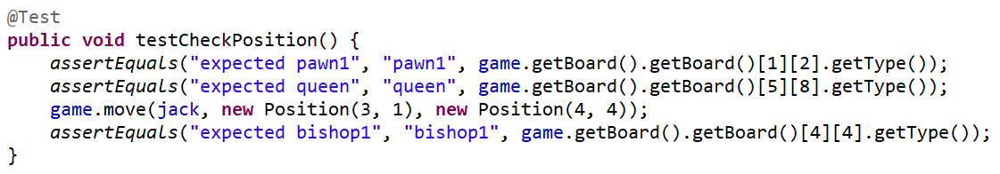 @Test
public void testCheckPosition() {
    assertEquals("expected pawn1", "pawn1", game.getBoard().getBoard()[1][2].getType());
    assertEquals("expected queen", "queen", game.getBoard().getBoard()[5][8].getType());
    game.move(jack, new Position(3, 1), new Position(4, 4));
    assertEquals("expected bishop1", "bishop1", game.getBoard().getBoard()[4][4].getType());
}